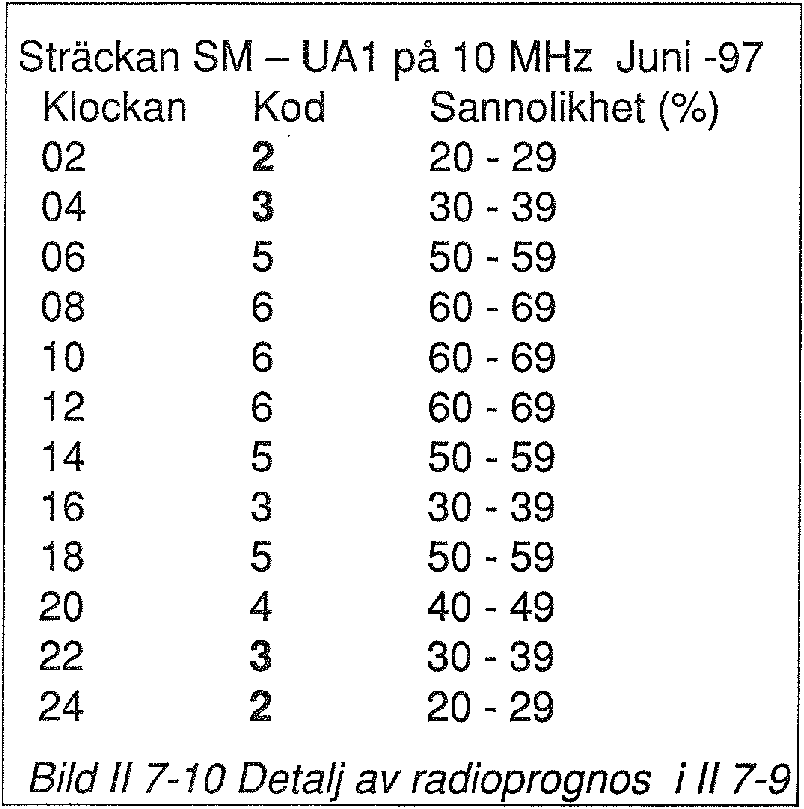 Sträckan SM – UA1 på 10 MHz Juni -97
Klockan Kod Sannolikhet (%)
02 2 20 - 29
04 3 30 - 39
06 5 50 - 59
08 6 60 - 69
10 6 60 - 69
12 6 60 - 69
14 5 50 - 59
16 3 30 - 39
18 5 50 - 59
20 4 40 - 49
22 3 30 - 39
24 2 20 - 29
Bild II 7-10 Detalj av radioprognos i II 7-9